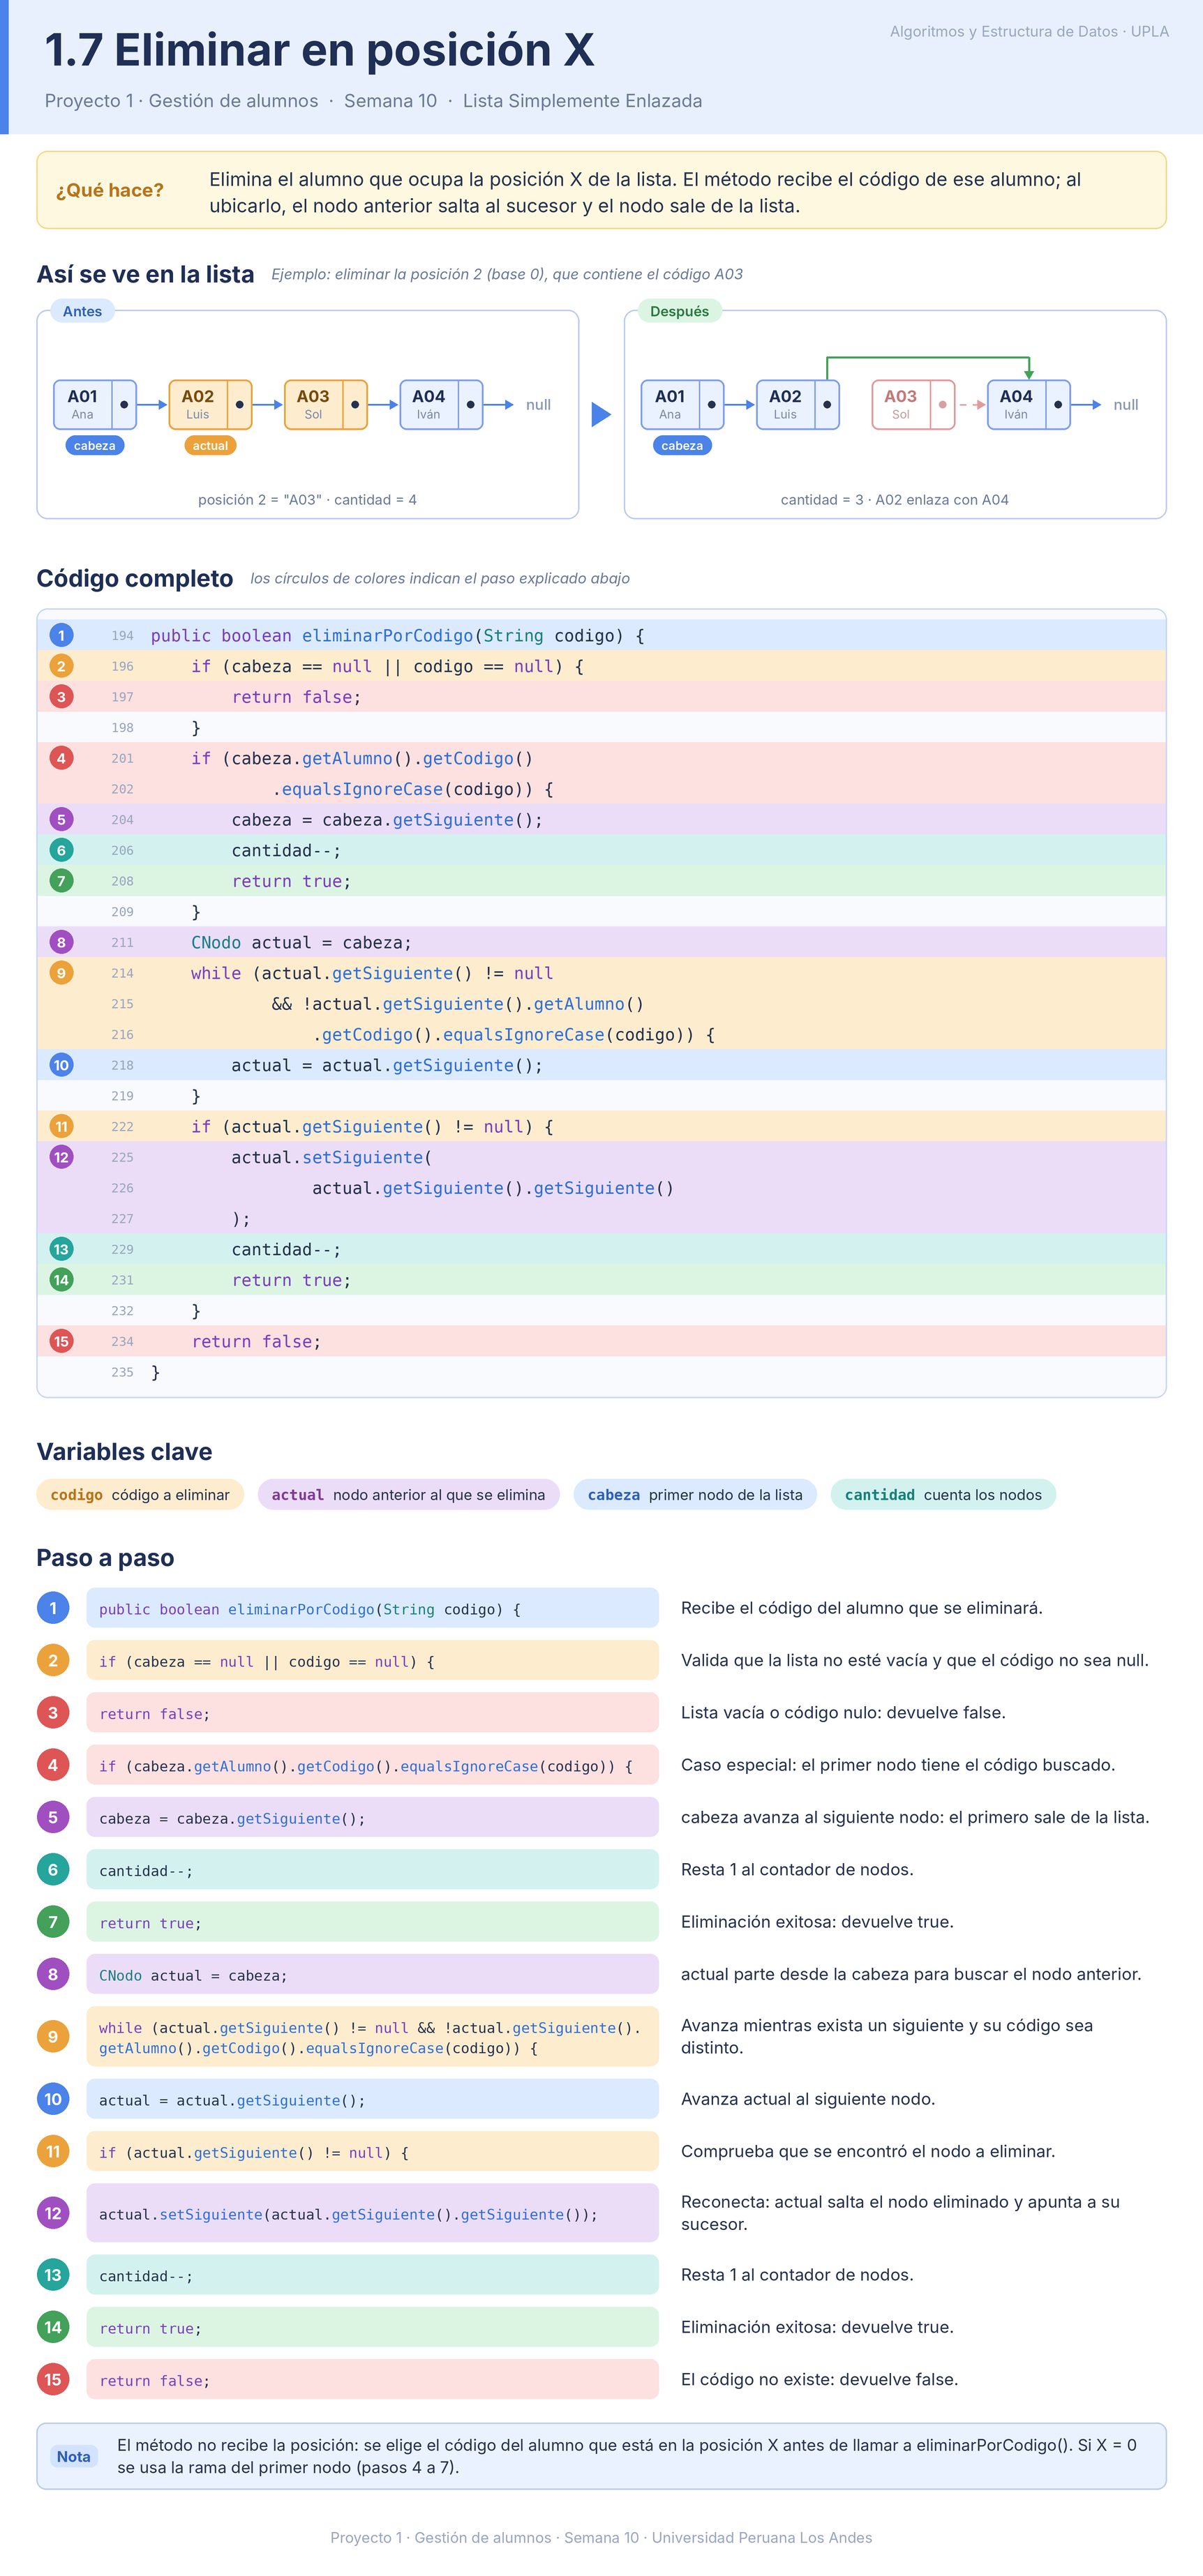 1.7 Eliminar en posición X
Algoritmos y Estructura de Datos · UPLA
Proyecto 1 · Gestión de alumnos · Semana 10 · Lista Simplemente Enlazada
¿Qué hace?
Elimina el alumno que ocupa la posición X de la lista. El método recibe el código de ese alumno; al
ubicarlo, el nodo anterior salta al sucesor y el nodo sale de la lista.
Así se ve en la lista Ejemplo: eliminar la posición 2 (base 0), que contiene el código A03
Antes
A01 A02 A03 A04
Ana Luis Sol Iván
null
cabeza actual
posición 2 = "A03" · cantidad = 4
Después
A01 A02 A03 A04
Ana Luis Sol Iván
null
cabeza
cantidad = 3 · A02 enlaza con A04
Código completo los círculos de colores indican el paso explicado abajo
1 194 public boolean eliminarPorCodigo(String codigo) {
2 196 if (cabeza == null || codigo == null) {
3 197 return false;
198 }
4 201 if (cabeza.getAlumno().getCodigo()
202 .equalsIgnoreCase(codigo)) {
5 204 cabeza = cabeza.getSiguiente();
6 206 cantidad--;
7 208 return true;
209 }
8 211 CNodo actual = cabeza;
9 214 while (actual.getSiguiente() != null
215 && !actual.getSiguiente().getAlumno()
216 .getCodigo().equalsIgnoreCase(codigo)) {
10 218 actual = actual.getSiguiente();
219 }
11 222 if (actual.getSiguiente() != null) {
12 225 actual.setSiguiente(
226 actual.getSiguiente().getSiguiente()
227 );
13 229 cantidad--;
14 231 return true;
232 }
15 234 return false;
235 }
Variables clave
codigo código a eliminar
actual nodo anterior al que se elimina
cabeza primer nodo de la lista
cantidad cuenta los nodos
Paso a paso
1 public boolean eliminarPorCodigo(String codigo) { Recibe el código del alumno que se eliminará.
2 if (cabeza == null || codigo == null) { Valida que la lista no esté vacía y que el código no sea null.
3 return false; Lista vacía o código nulo: devuelve false.
4 if (cabeza.getAlumno().getCodigo().equalsIgnoreCase(codigo)) { Caso especial: el primer nodo tiene el código buscado.
5 cabeza = cabeza.getSiguiente(); cabeza avanza al siguiente nodo: el primero sale de la lista.
6 cantidad--; Resta 1 al contador de nodos.
7 return true; Eliminación exitosa: devuelve true.
8 CNodo actual = cabeza; actual parte desde la cabeza para buscar el nodo anterior.
9 while (actual.getSiguiente() != null && !actual.getSiguiente().
getAlumno().getCodigo().equalsIgnoreCase(codigo)) {
Avanza mientras exista un siguiente y su código sea
distinto.
10 actual = actual.getSiguiente(); Avanza actual al siguiente nodo.
11 if (actual.getSiguiente() != null) { Comprueba que se encontró el nodo a eliminar.
12 actual.setSiguiente(actual.getSiguiente().getSiguiente());
Reconecta: actual salta el nodo eliminado y apunta a su
sucesor.
13 cantidad--; Resta 1 al contador de nodos.
14 return true; Eliminación exitosa: devuelve true.
15 return false; El código no existe: devuelve false.
Nota
El método no recibe la posición: se elige el código del alumno que está en la posición X antes de llamar a eliminarPorCodigo(). Si X = 0
se usa la rama del primer nodo (pasos 4 a 7).
Proyecto 1 · Gestión de alumnos · Semana 10 · Universidad Peruana Los Andes